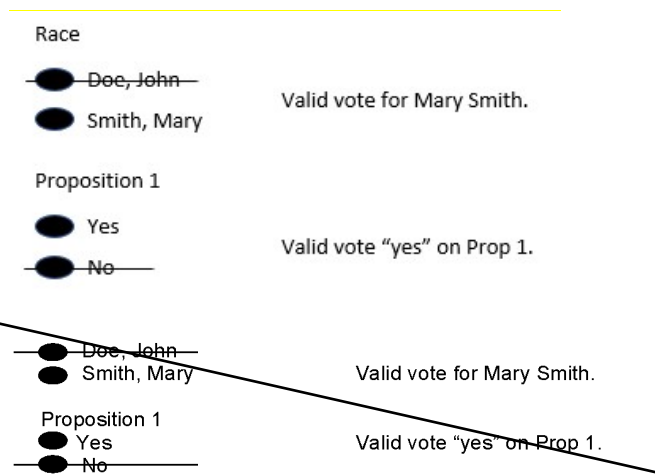 Race
Doe, John
Smith, Mary
Valid vote for Mary Smith.
Proposition 1
Yes
No
Valid vote “yes” on Prop 1.
Doe, John
Smith, Mary
Valid vote for Mary Smith.
Proposition 1
Yes
No
Valid vote “yes” on Prop 1.